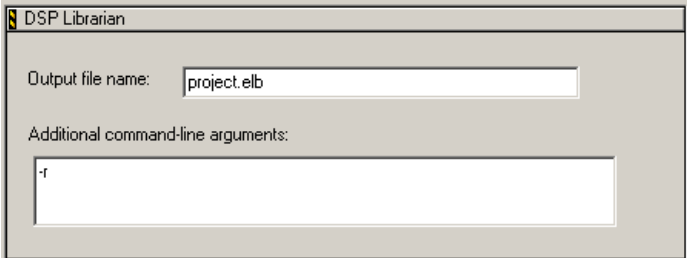 DSP Librarian
Output file name: project.elb
Additional command-line arguments:
-r